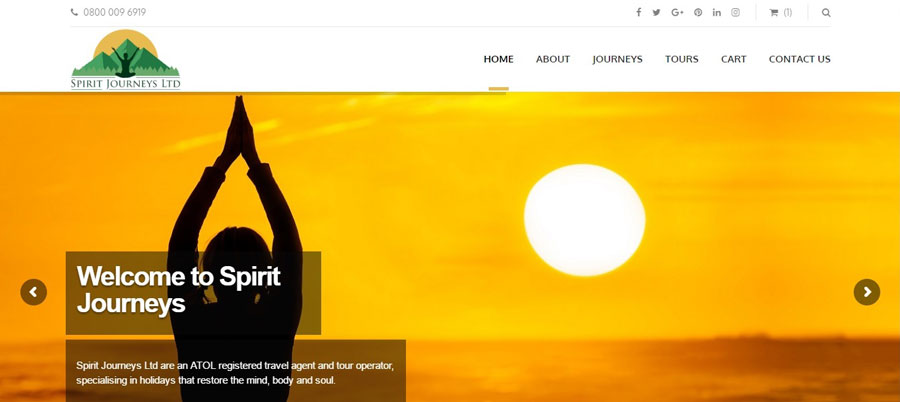 0800 009 6919
(1)
SPIRIT JOURNEYS LTD
HOME ABOUT JOURNEYS TOURS CART CONTACT US
Welcome to Spirit
Journeys
Spirit Journeys Ltd are an ATOL registered travel agent and tour operator,
specialising in holidays that restore the mind, body and soul.